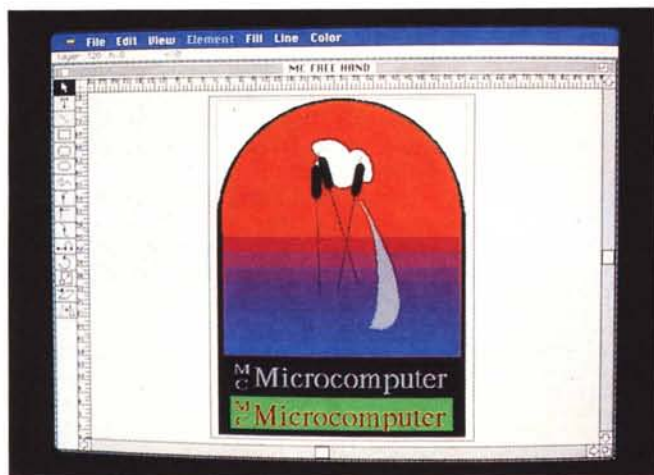 File Edit View Element Fill Line Color
MC FREE HAND
MC Microcomputer
MC Microcomputer